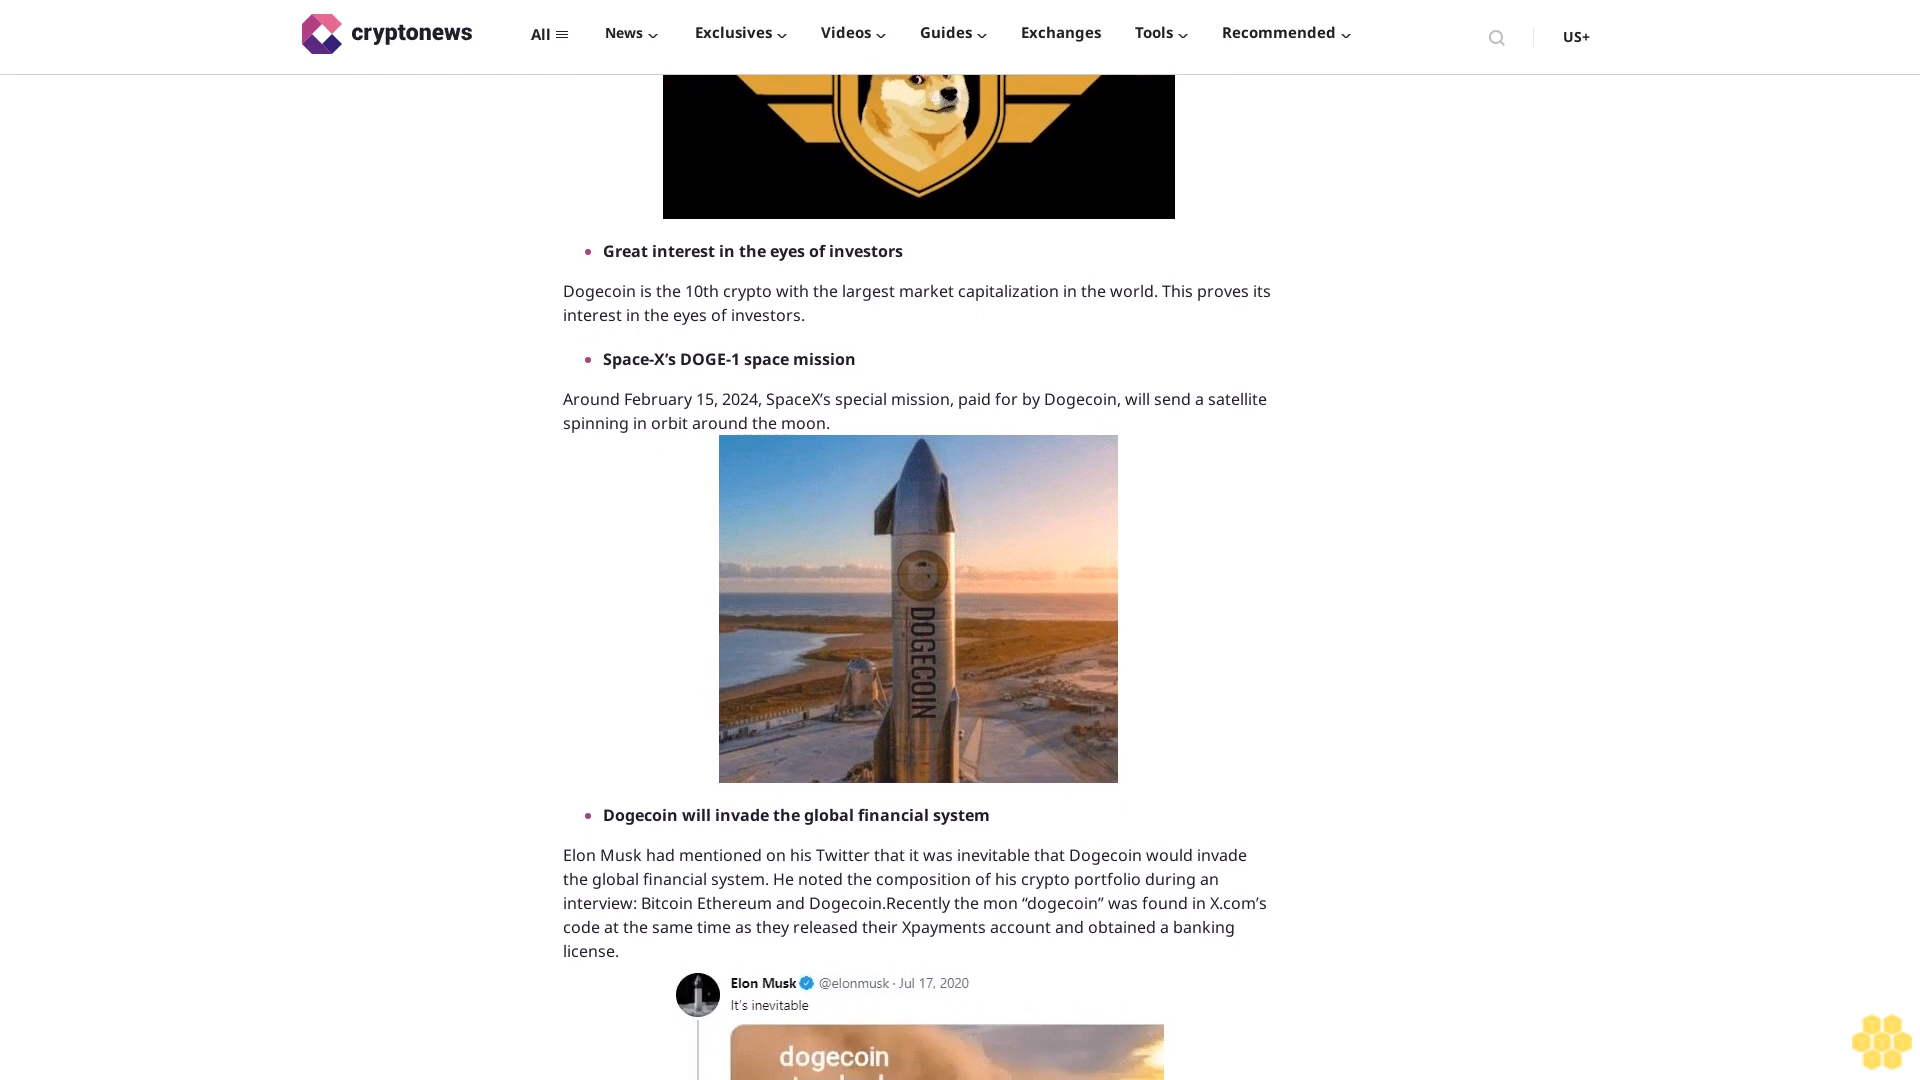 cryptonews
All
News
Exclusives
Videos
Guides
Exchanges
Tools
Recommended
US+
Great interest in the eyes of investors
Dogecoin is the 10th crypto with the largest market capitalization in the world. This proves its
interest in the eyes of investors.
Space-X’s DOGE-1 space mission
Around February 15, 2024, SpaceX’s special mission, paid for by Dogecoin, will send a satellite
spinning in orbit around the moon.
DOGECOIN
Dogecoin will invade the global financial system
Elon Musk had mentioned on his Twitter that it was inevitable that Dogecoin would invade
the global financial system. He noted the composition of his crypto portfolio during an
interview: Bitcoin Ethereum and Dogecoin.Recently the mon “dogecoin” was found in X.com’s
code at the same time as they released their Xpayments account and obtained a banking
license.
Elon Musk @elonmusk · Jul 17, 2020
It’s inevitable
dogecoin